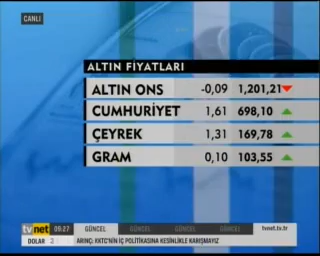 CANLI
ALTIN FİYATLARI
ALTIN ONS -0,09 1,201,21
CUMHURİYET 1,61 698,10
ÇEYREK 1,31 169,78
GRAM 0,10 103,55
tvnet 09:27 GÜNCEL GÜNCEL GÜNCEL GÜNCEL tvnet.tv.tr
DOLAR 2 ARINÇ: KKTC'NİN İÇ POLİTİKASINA KESİNLİKLE KARIŞMAYIZ